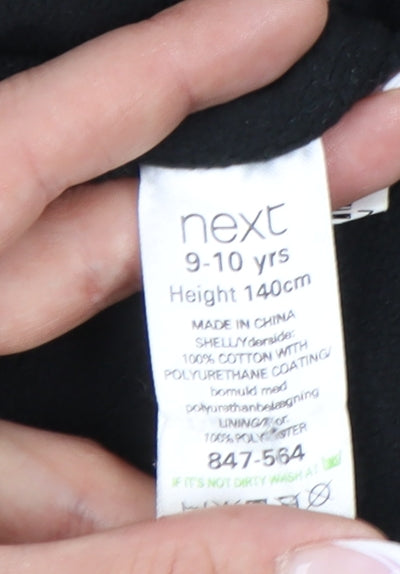 next
9-10 yrs
Height 140cm
MADE IN CHINA
SHELL/Yderside:
100% COTTON WITH
POLYURETHANE COATING/
bomuld med
polyurethanbelægning
LINING/
100% POLYESTER
847-564
IF IT'S NOT DIRTY WASH AT